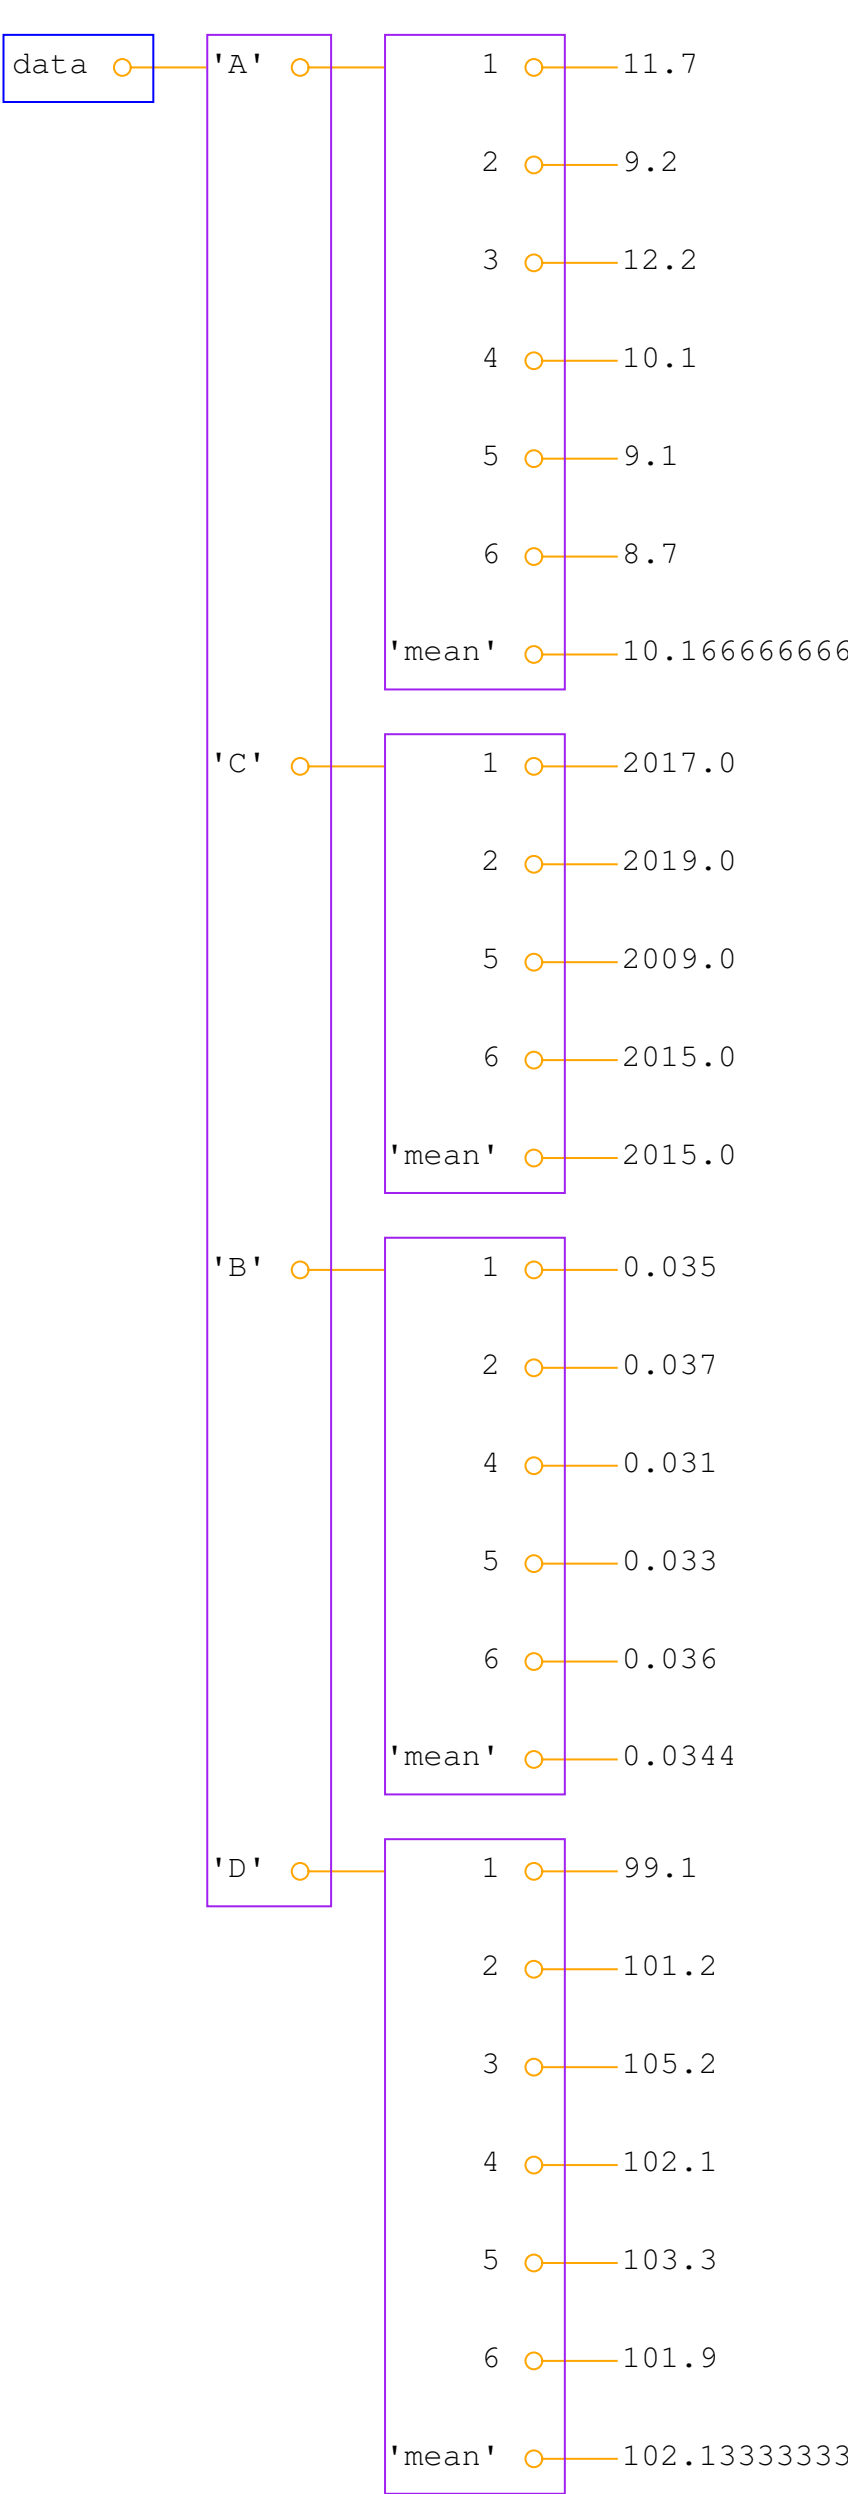 data 'A' 1 11.7
2 9.2
3 12.2
4 10.1
5 9.1
6 8.7
'mean' 10.166666666
'C' 1 2017.0
2 2019.0
5 2009.0
6 2015.0
'mean' 2015.0
'B' 1 0.035
2 0.037
4 0.031
5 0.033
6 0.036
'mean' 0.0344
'D' 1 99.1
2 101.2
3 105.2
4 102.1
5 103.3
6 101.9
'mean' 102.13333333